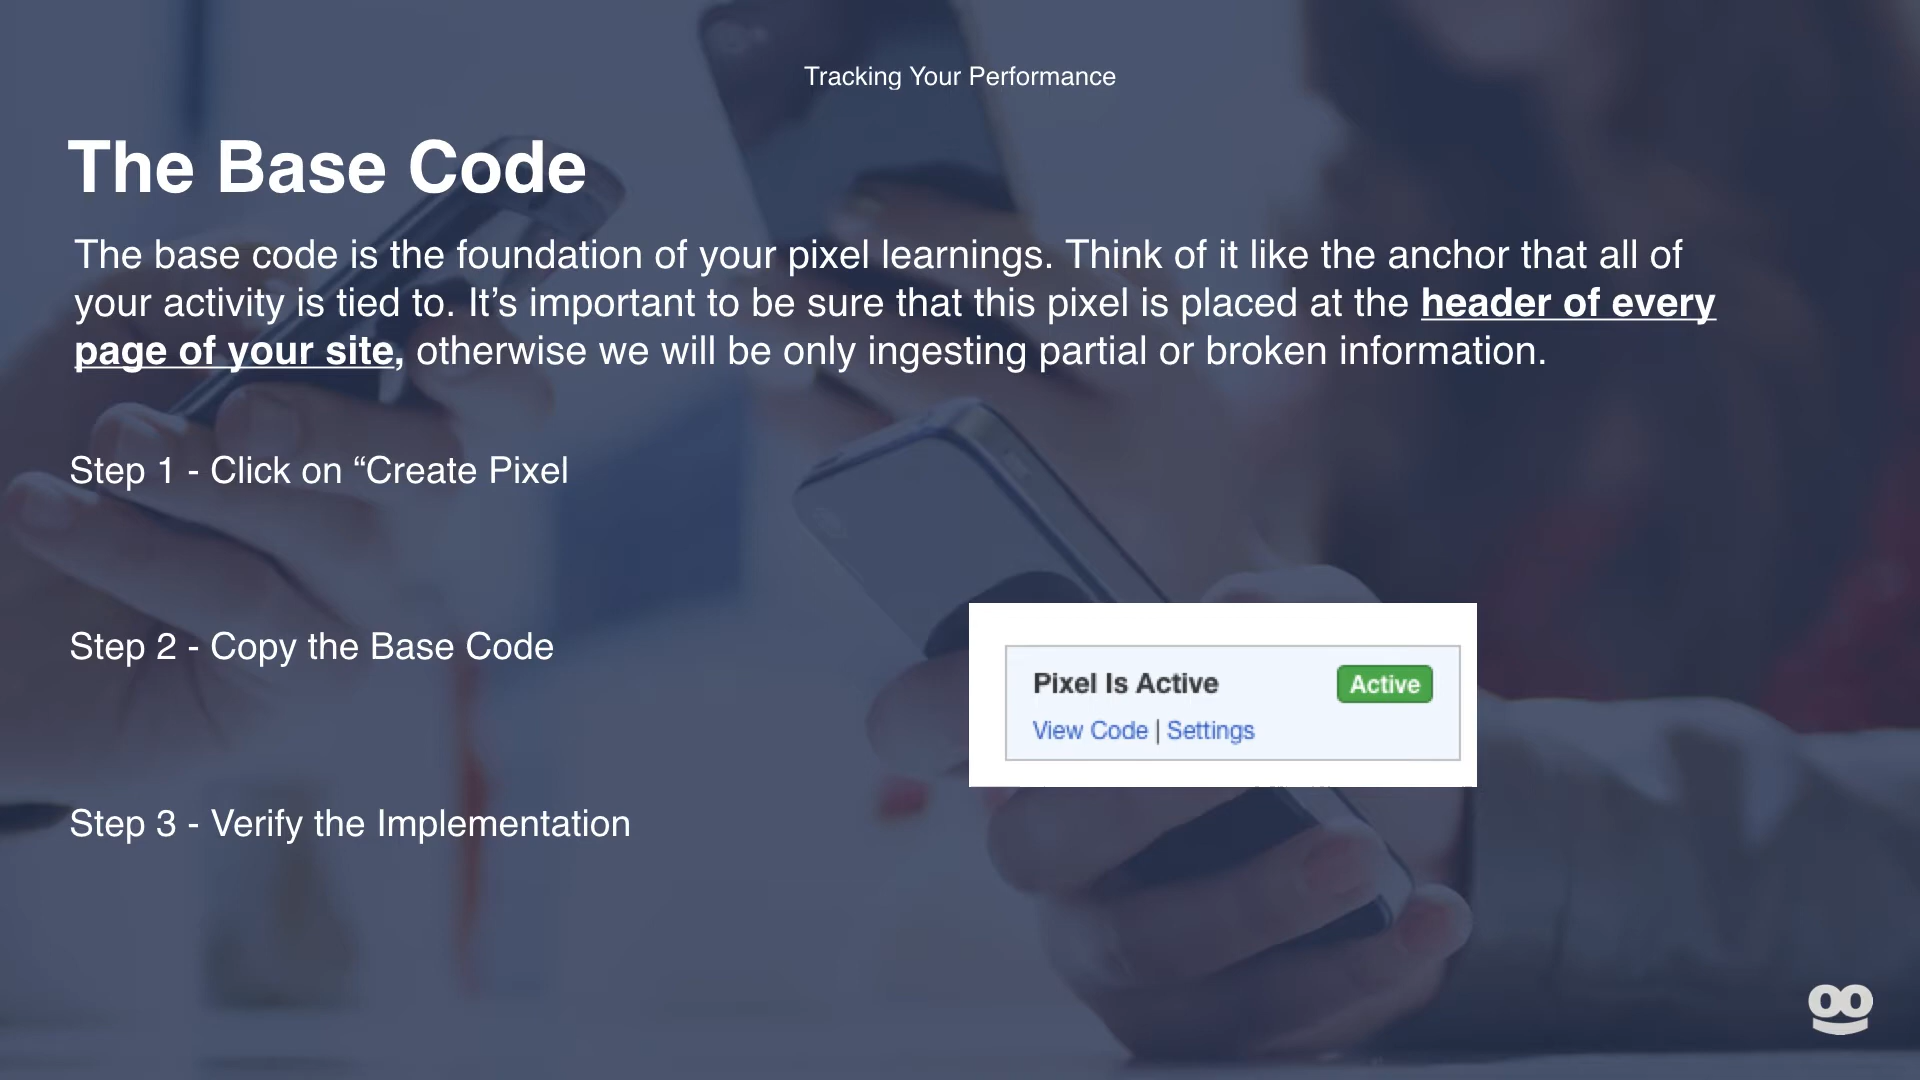 Tracking Your Performance
The Base Code
The base code is the foundation of your pixel learnings. Think of it like the anchor that all of
your activity is tied to. It’s important to be sure that this pixel is placed at the header of every
page of your site, otherwise we will be only ingesting partial or broken information.
Step 1 - Click on “Create Pixel
Step 2 - Copy the Base Code
Pixel Is Active
Active
View Code | Settings
Step 3 - Verify the Implementation